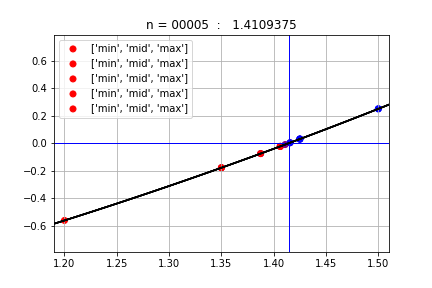 n = 00005  :   1.4109375
['min', 'mid', 'max']
['min', 'mid', 'max']
['min', 'mid', 'max']
['min', 'mid', 'max']
['min', 'mid', 'max']
0.6
0.4
0.2
0.0
−0.2
−0.4
−0.6
1.20 1.25 1.30 1.35 1.40 1.45 1.50